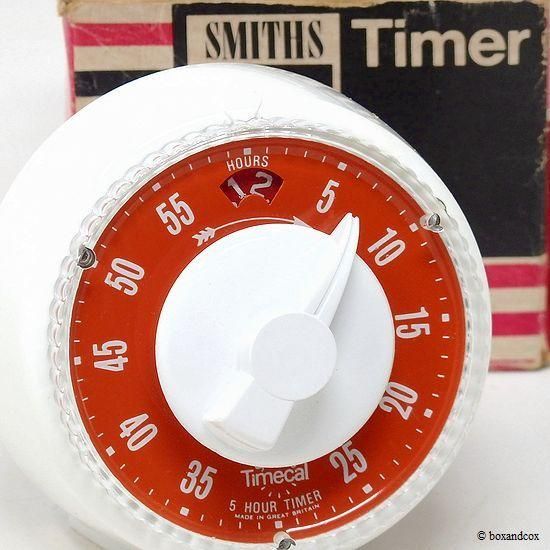 SMITHS Timer
HOURS
1 2
5
10
15
20
25
35
40
45
50
55
Timecal
5 HOUR TIMER
MADE IN GREAT BRITAIN
© boxandcox